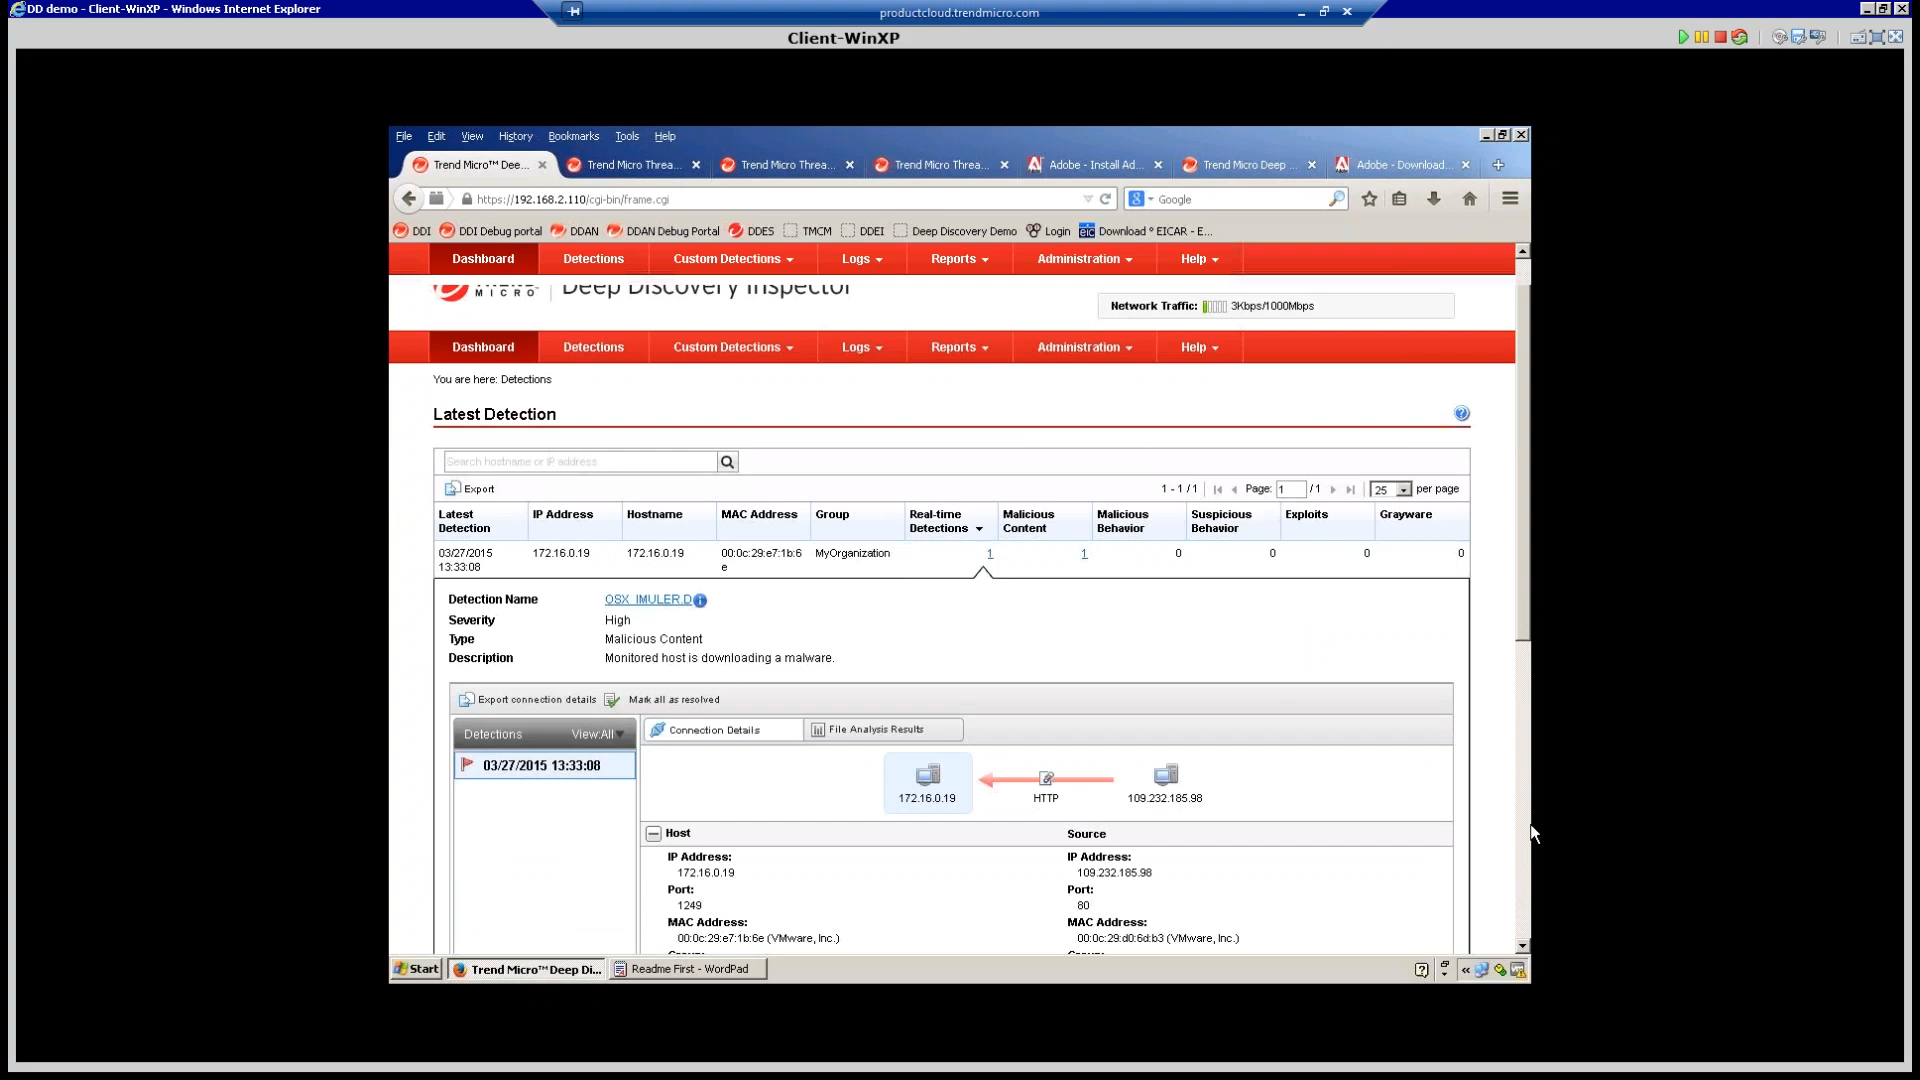 DD demo - Client-WinXP - Windows Internet Explorer
productcloud.trendmicro.com
Client-WinXP
File Edit View History Bookmarks Tools Help
Trend Micro™ Dee... Trend Micro Threa... Trend Micro Threa... Trend Micro Threa... Adobe - Install Ad... Trend Micro Deep ... Adobe - Download...
https://192.168.2.110/cgi-bin/frame.cgi Google
DDI DDI Debug portal DDAN DDAN Debug Portal DDES TMCM DDEI Deep Discovery Demo Login Download ° EICAR - E...
Dashboard Detections Custom Detections Logs Reports Administration Help
MICRO Deep Discovery Inspector
Network Traffic: 3Kbps/1000Mbps
Dashboard Detections Custom Detections Logs Reports Administration Help
You are here: Detections
Latest Detection
Search hostname or IP address
Export 1 - 1 / 1 Page: 1 / 1 25 per page
Latest Detection IP Address Hostname MAC Address Group Real-time Detections Malicious Content Malicious Behavior Suspicious Behavior Exploits Grayware
03/27/2015 13:33:08 172.16.0.19 172.16.0.19 00:0c:29:e7:1b:6e MyOrganization 1 1 0 0 0 0
Detection Name OSX_IMULER.D
Severity High
Type Malicious Content
Description Monitored host is downloading a malware.
Export connection details Mark all as resolved
Detections View:All Connection Details File Analysis Results
03/27/2015 13:33:08
172.16.0.19 HTTP 109.232.185.98
Host Source
IP Address: IP Address:
172.16.0.19 109.232.185.98
Port: Port:
1249 80
MAC Address: MAC Address:
00:0c:29:e7:1b:6e (VMware, Inc.) 00:0c:29:d0:6d:b3 (VMware, Inc.)
Start Trend Micro™ Deep Di... Readme First - WordPad